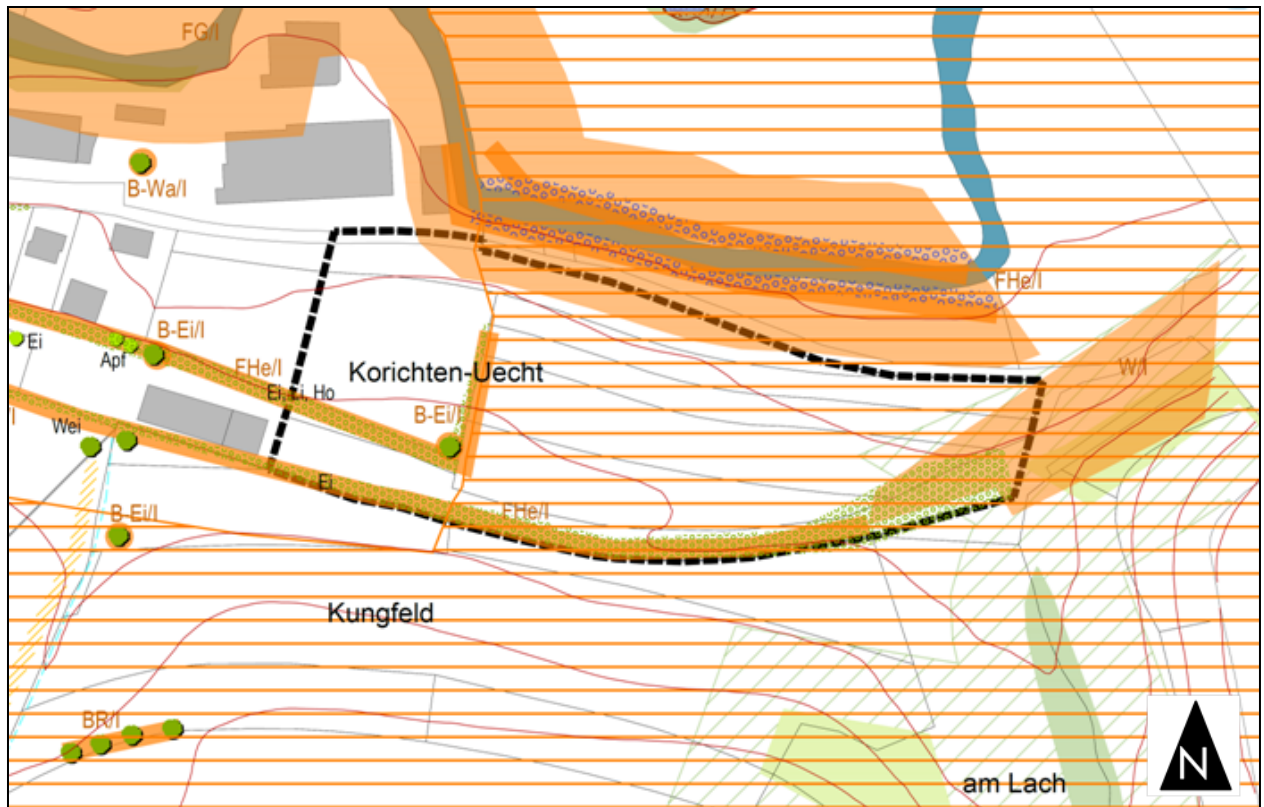 FG/I
B-Wa/I
FHe/I
Ei
B-Ei/I
Apf
FHe/I
W/I
Korichten-Uecht
Ei, Li, Ho
B-Ei/I
Wei
Ei
FHe/I
B-Ei/I
Kungfeld
BR/I
am Lach
N